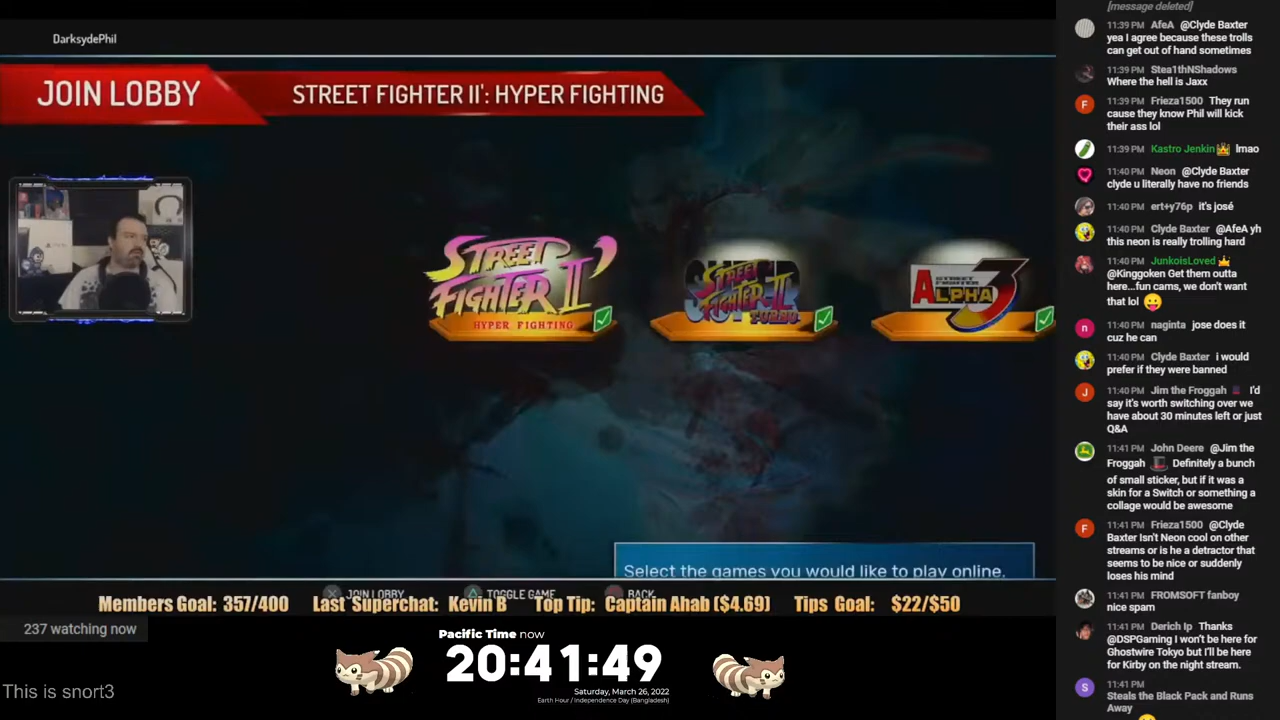 DarksydePhil
JOIN LOBBY
STREET FIGHTER II': HYPER FIGHTING
STREET
FIGHTER II'
HYPER FIGHTING
SUPER
STREET
FIGHTER II
TURBO
STREET FIGHTER
ALPHA 3
Select the games you would like to play online.
JOIN LOBBY
TOGGLE GAME
BACK
Members Goal: 357/400
Last Superchat: Kevin B
Top Tip: Captain Ahab ($4.69)
Tips Goal: $22/$50
237 watching now
Pacific Time now
20:41:49
Saturday, March 26, 2022
Earth Hour / Independence Day (Bangladesh)
This is snort3
[message deleted]
11:39 PM AfeA @Clyde Baxter
yea I agree because these trolls
can get out of hand sometimes
11:39 PM Stea1thNShadows
Where the hell is Jaxx
F 11:39 PM Frieza1500 They run
cause they know Phil will kick
their ass lol
11:39 PM Kastro Jenkin lmao
11:40 PM Neon @Clyde Baxter
clyde u literally have no friends
11:40 PM ert+y76p it's josé
11:40 PM Clyde Baxter @AfeA yh
this neon is really trolling hard
11:40 PM JunkoisLoved
@Kinggoken Get them outta
here...fun cams, we don't want
that lol
n 11:40 PM naginta jose does it
cuz he can
11:40 PM Clyde Baxter i would
prefer if they were banned
J 11:40 PM Jim the Froggah I'd
say it's worth switching over we
have about 30 minutes left or just
Q&A
11:41 PM John Deere @Jim the
Froggah Definitely a bunch
of small sticker, but if it was a
skin for a Switch or something a
collage would be awesome
F 11:41 PM Frieza1500 @Clyde
Baxter Isn't Neon cool on other
streams or is he a detractor that
seems to be nice or suddenly
loses his mind
11:41 PM FROMSOFT fanboy
nice spam
11:41 PM Derich Ip Thanks
@DSPGaming I won't be here for
Ghostwire Tokyo but I'll be here
for Kirby on the night stream.
S 11:41 PM
Steals the Black Pack and Runs
Away